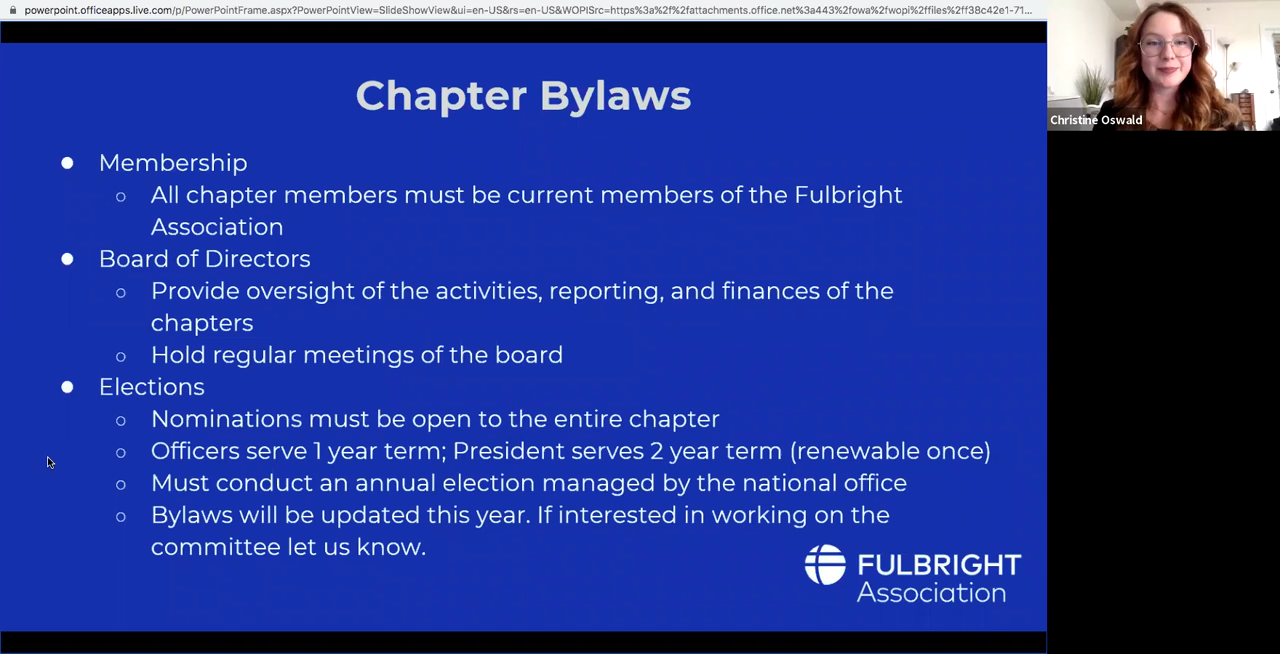 powerpoint.officeapps.live.com/p/PowerPointFrame.aspx?PowerPointView=SlideShowView&ui=en-US&rs=en-US&WOPISrc=https%3a%2f%2fattachments.office.net%3a443%2fowa%2fwopi%2ffiles%2ff38c42e1-71...
Christine Oswald
Chapter Bylaws
● Membership
○ All chapter members must be current members of the Fulbright
Association
● Board of Directors
○ Provide oversight of the activities, reporting, and finances of the
chapters
○ Hold regular meetings of the board
● Elections
○ Nominations must be open to the entire chapter
○ Officers serve 1 year term; President serves 2 year term (renewable once)
○ Must conduct an annual election managed by the national office
○ Bylaws will be updated this year. If interested in working on the
committee let us know.
FULBRIGHT
Association